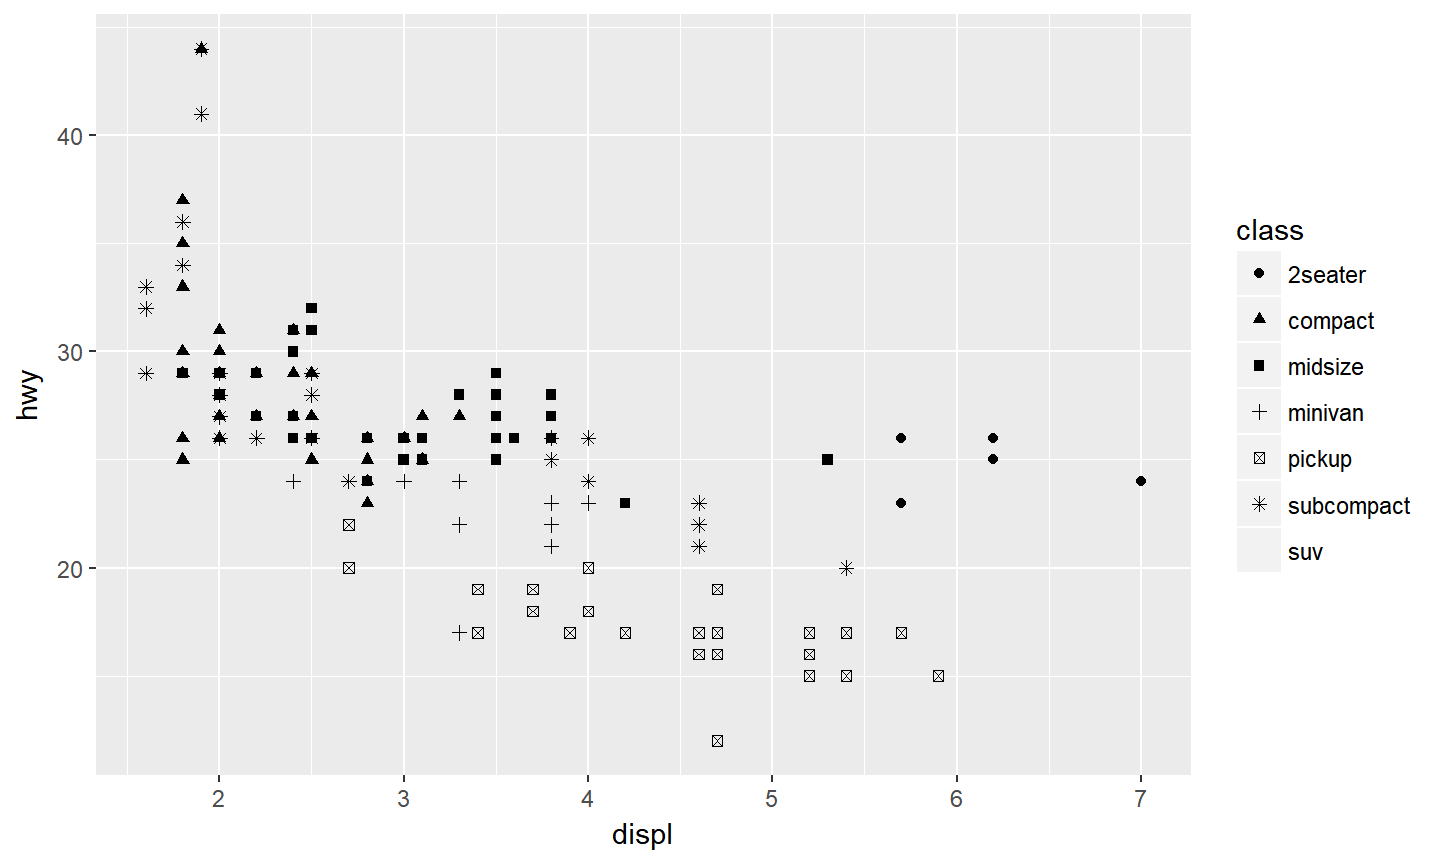 40
30
20
hwy
2 3 4 5 6 7
displ
class
2seater
compact
midsize
minivan
pickup
subcompact
suv